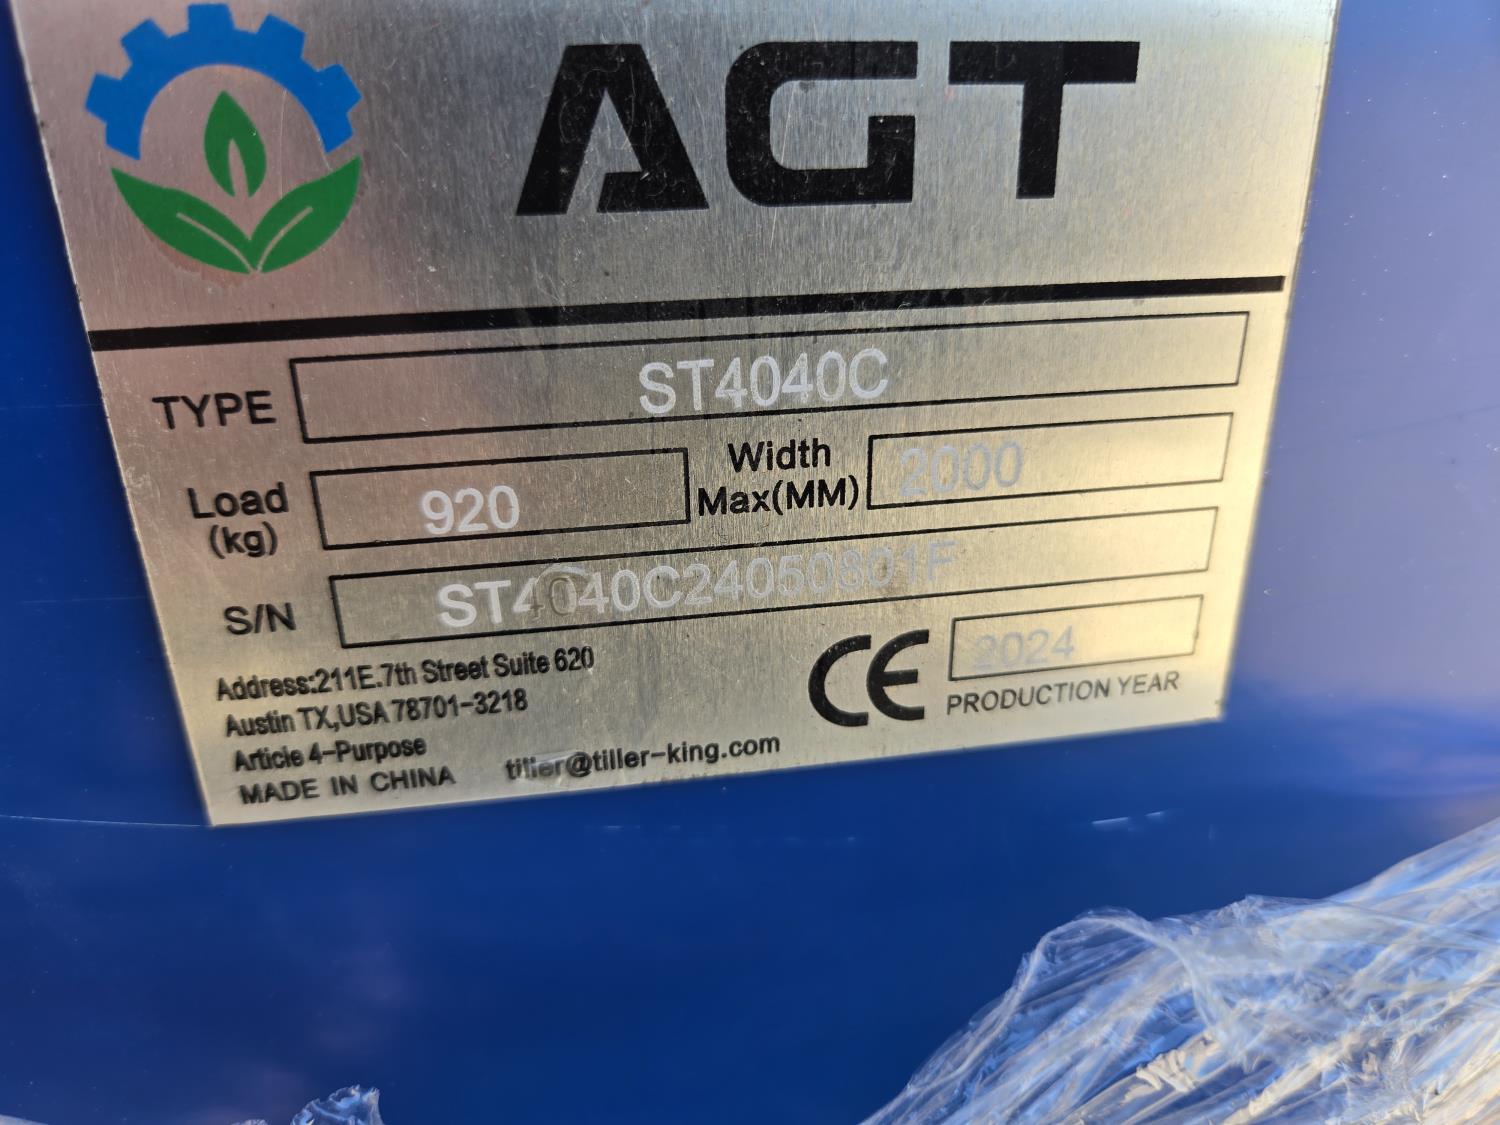 AGT
TYPE ST4040C
Load (kg) 920 Width Max(MM) 2000
S/N ST4040C24050801F
Address:211E.7th Street Suite 620
Austin TX,USA 78701-3218
Article 4-Purpose
MADE IN CHINA
tiller@tiller-king.com
CE
2024
PRODUCTION YEAR